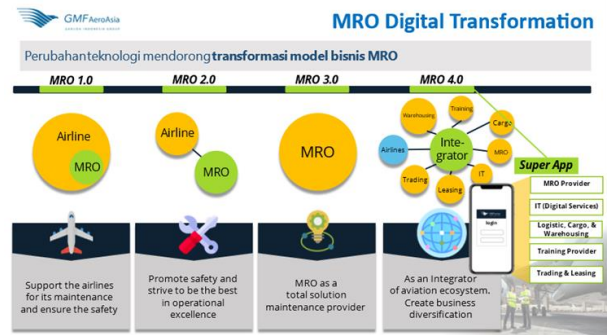 GMF AeroAsia
GARUDA INDONESIA GROUP
MRO Digital Transformation
Perubahanteknologi mendorongtransformasi model bisnis MRO
MRO 1.0
MRO 2.0
MRO 3.0
MRO 4.0
Airline
MRO
Airline
MRO
MRO
Warehousing
Training
Cargo
Airlines
Inte-
grator
MRO
Trading
Leasing
IT
Super App
MRO Provider
IT (Digital Services)
Logistic, Cargo, &
Warehousing
Training Provider
Trading & Leasing
login
Support the airlines
for its maintenance
and ensure the safety
Promote safety and
strive to be the best
in operational
excellence
MRO as a
total solution
maintenance provider
As an Integrator
of aviation ecosystem.
Create business
diversification